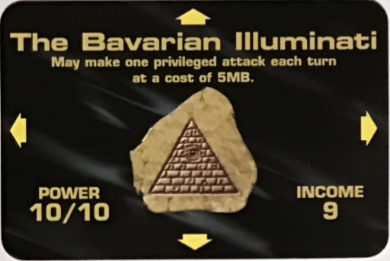 The Bavarian Illuminati
May make one privileged attack each turn
at a cost of 5MB.
POWER
10/10
INCOME
9